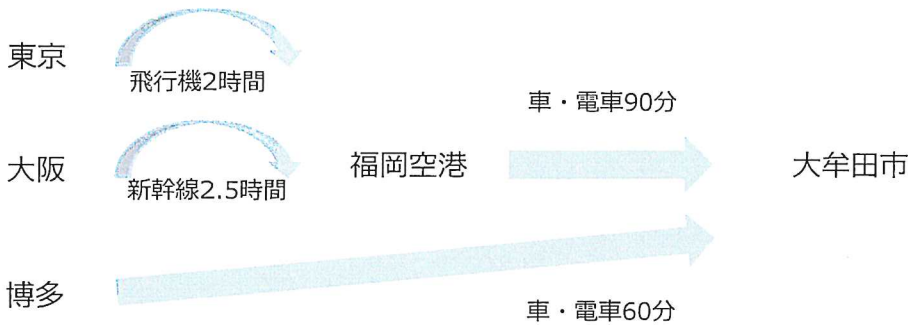 東京
飛行機2時間
車・電車90分
大阪
新幹線2.5時間
福岡空港
大牟田市
博多
車・電車60分